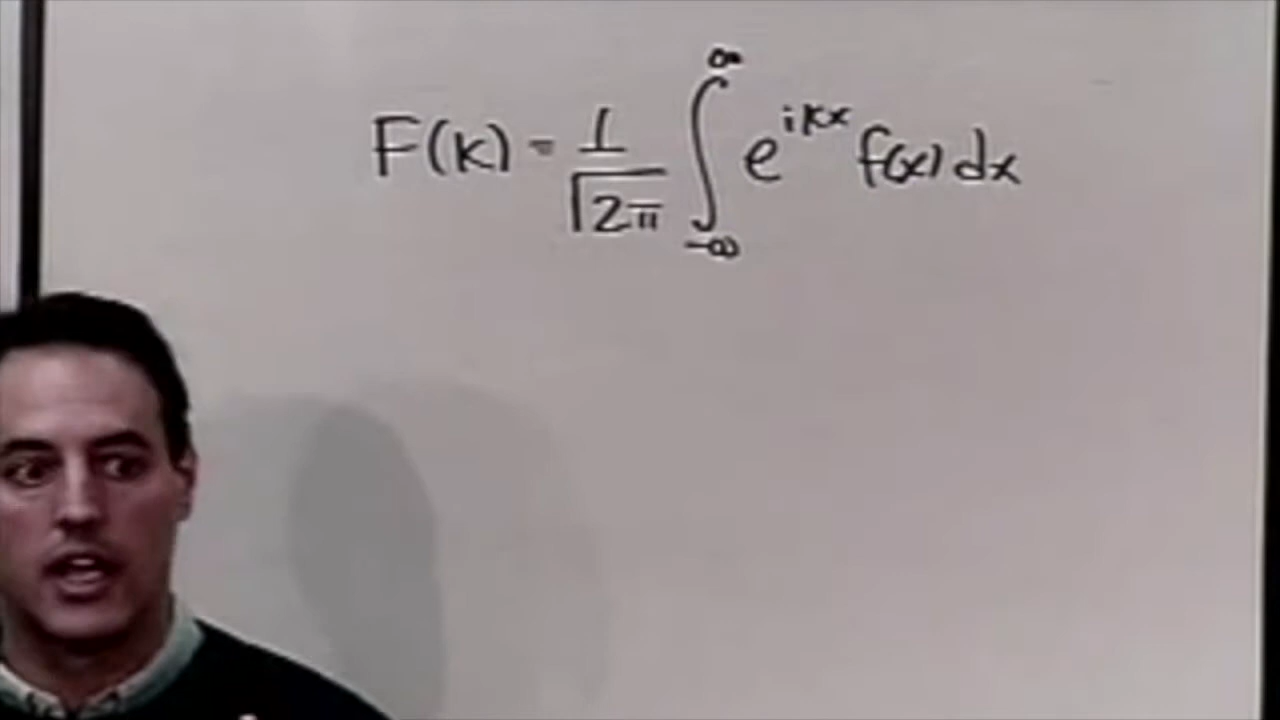 F(k) = 1/√2π ∫_{-∞}^{∞} e^{ikx} f(x) dx